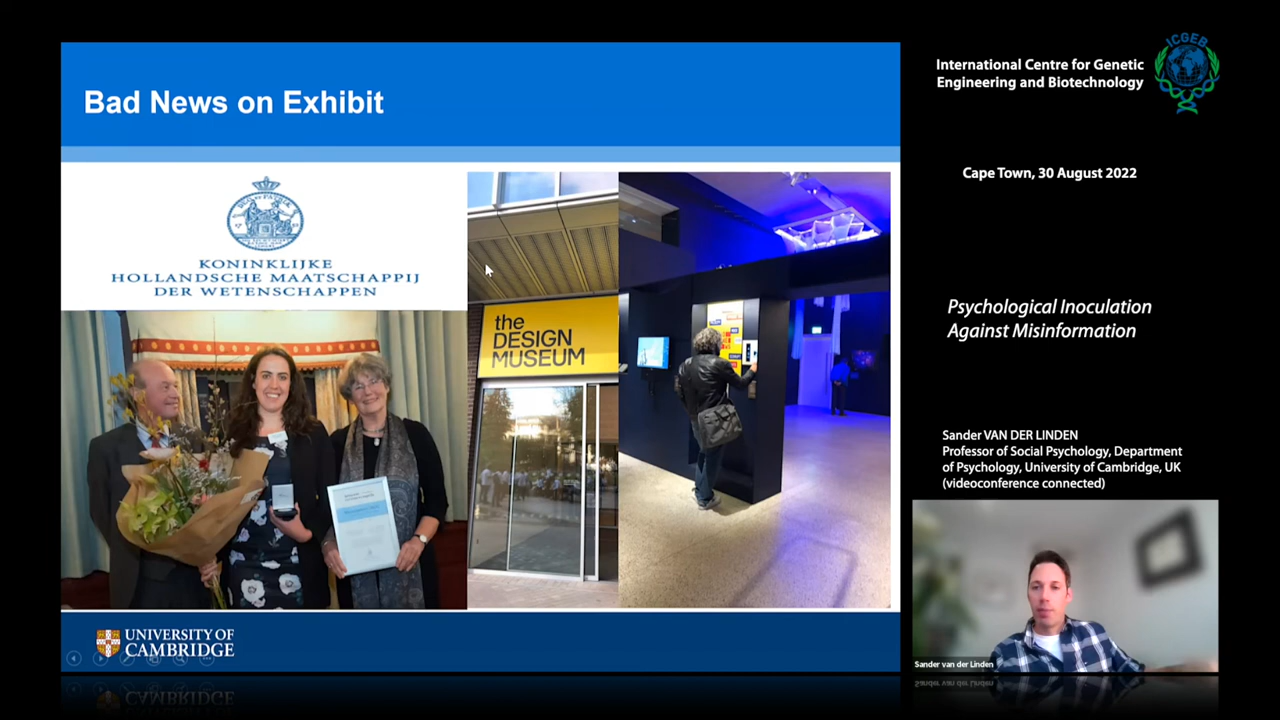 Bad News on Exhibit
KONINKLIJKE
HOLLANDSCHE MAATSCHAPPIJ
DER WETENSCHAPPEN
the
DESIGN
MUSEUM
UNIVERSITY OF
CAMBRIDGE
ICGEB
International Centre for Genetic
Engineering and Biotechnology
Cape Town, 30 August 2022
Psychological Inoculation
Against Misinformation
Sander VAN DER LINDEN
Professor of Social Psychology, Department
of Psychology, University of Cambridge, UK
(videoconference connected)
Sander van der Linden